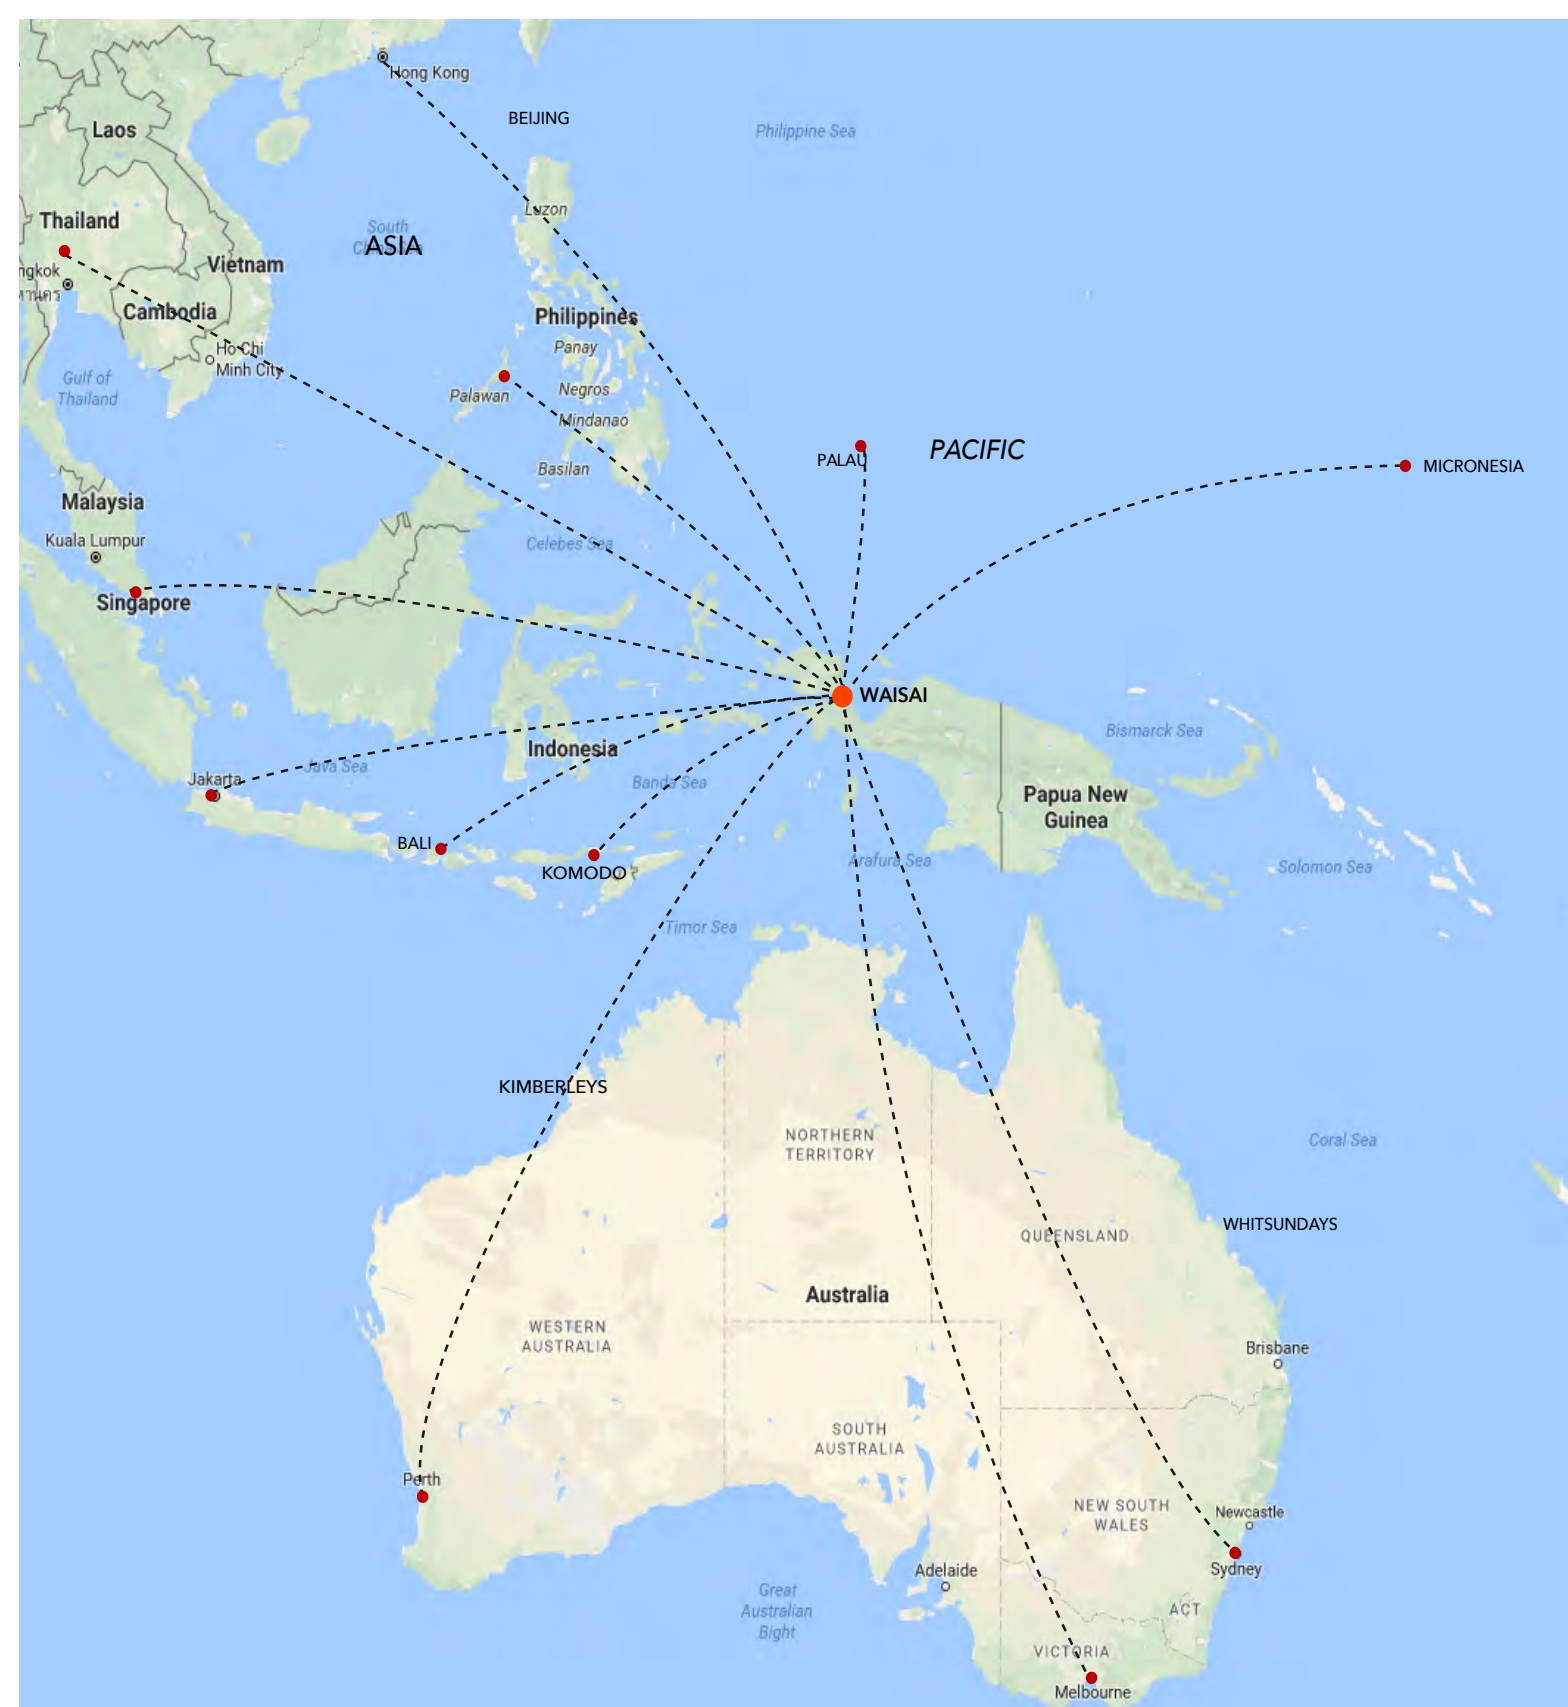 Hong Kong
BEIJING
Laos
Philippine Sea
Luzon
Thailand
South
ASIA
Vietnam
ngkok
Cambodia
Philippines
Ho Chi
Minh City
Panay
Gulf of
Thailand
Negros
Palawan
Mindanao
PALAU
PACIFIC
MICRONESIA
Basilan
Malaysia
Kuala Lumpur
Celebes Sea
Singapore
WAISAI
Bismarck Sea
Indonesia
Java Sea
Jakarta
Banda Sea
Papua New
Guinea
BALI
KOMODO
Arafura Sea
Solomon Sea
Timor Sea
KIMBERLEYS
NORTHERN
TERRITORY
Coral Sea
WHITSUNDAYS
QUEENSLAND
Australia
WESTERN
AUSTRALIA
Brisbane
SOUTH
AUSTRALIA
Perth
NEW SOUTH
WALES
Newcastle
Sydney
Adelaide
Great
Australian
Bight
ACT
VICTORIA
Melbourne